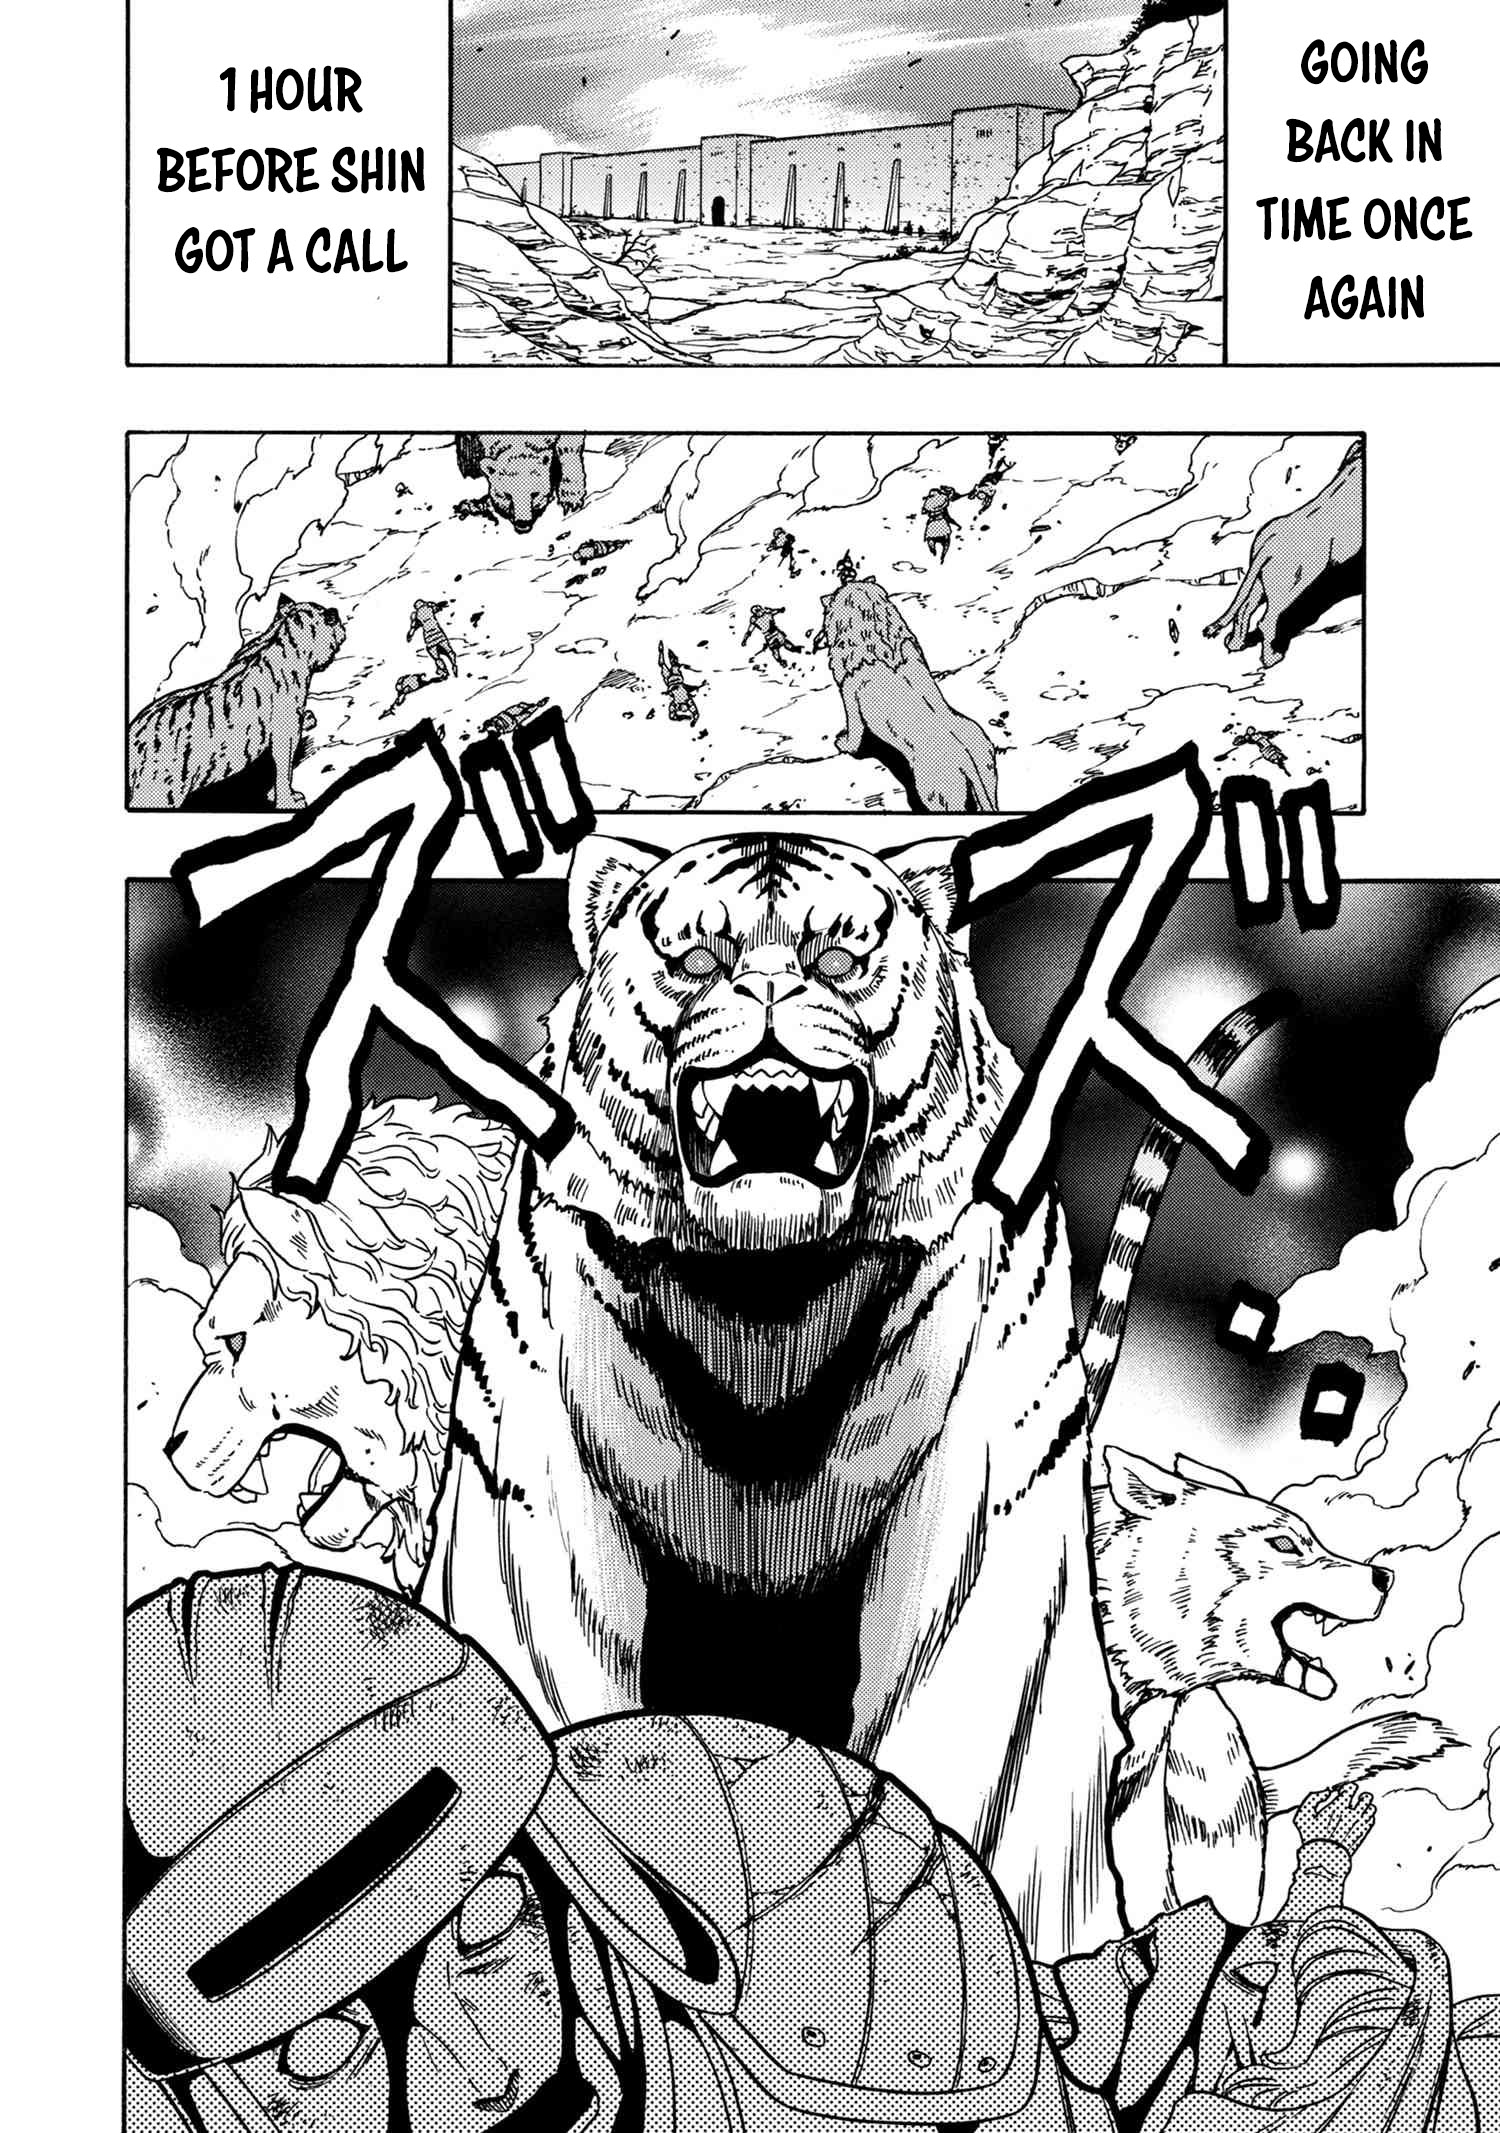 GOING
BACK IN
TIME ONCE
AGAIN
1 HOUR
BEFORE SHIN
GOT A CALL
ズズ…